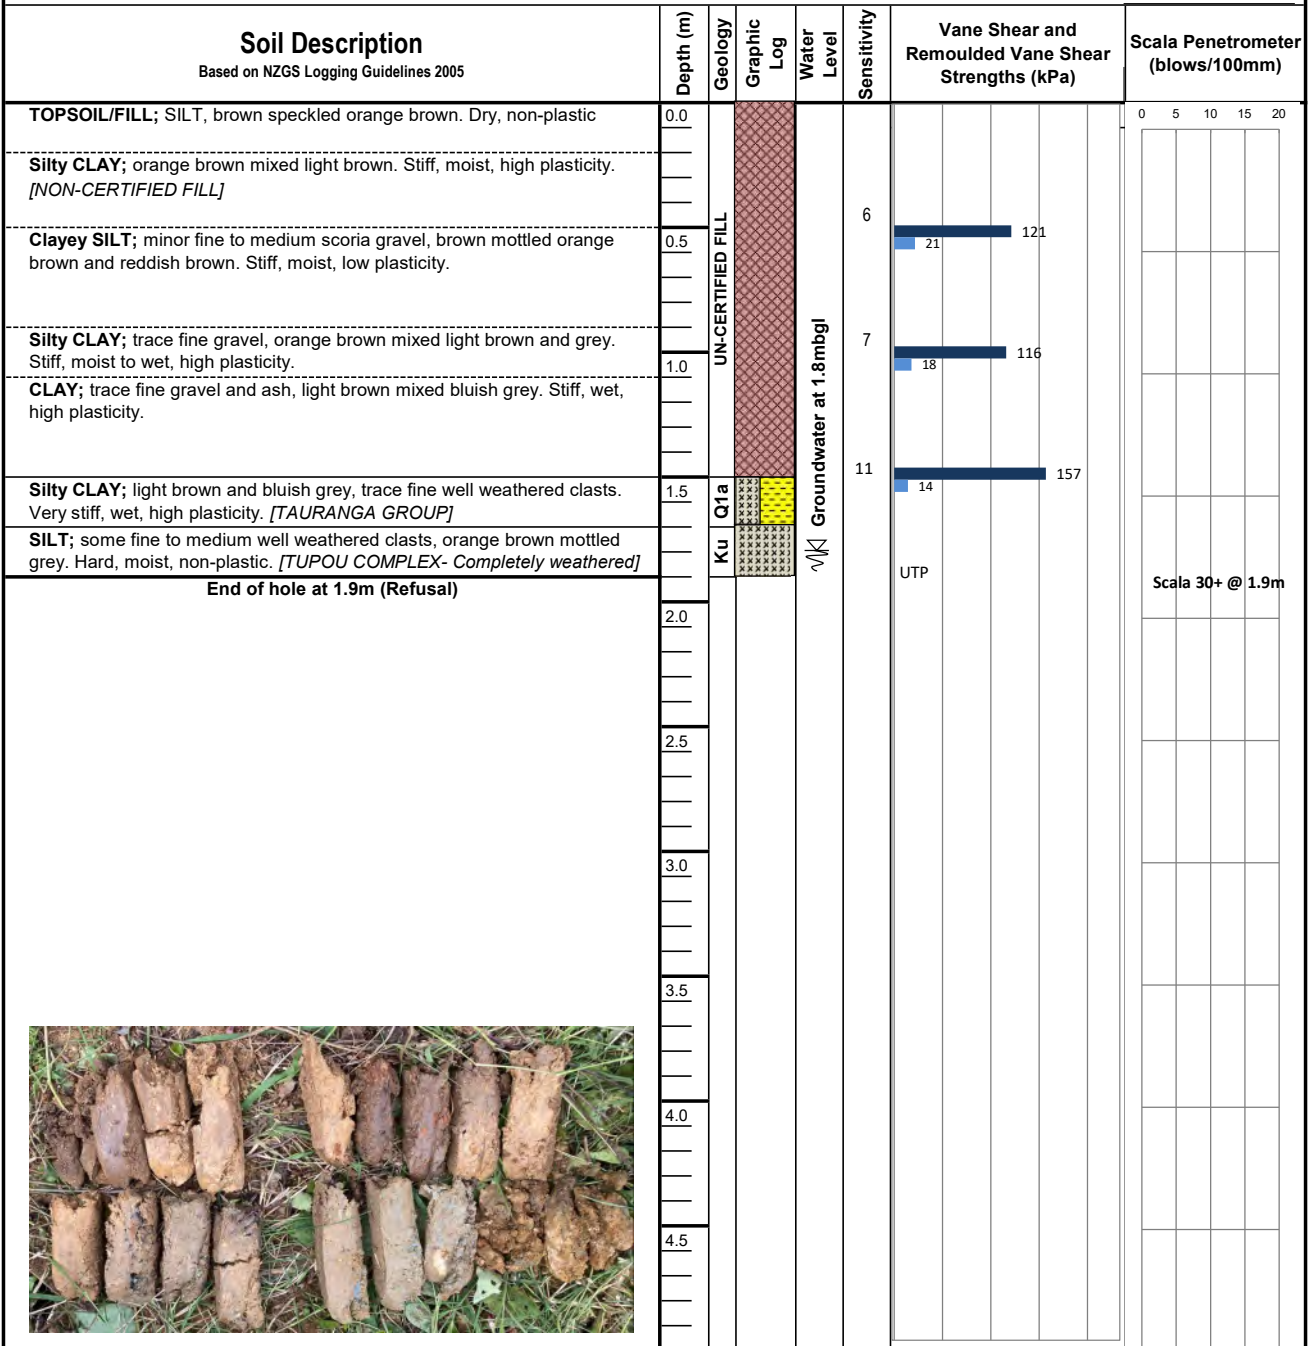 Soil Description
Based on NZGS Logging Guidelines 2005
Depth (m)
Geology
Graphic
Log
Water
Level
Sensitivity
Vane Shear and
Remoulded Vane Shear
Strengths (kPa)
Scala Penetrometer
(blows/100mm)
TOPSOIL/FILL; SILT, brown speckled orange brown. Dry, non-plastic
Silty CLAY; orange brown mixed light brown. Stiff, moist, high plasticity.
[NON-CERTIFIED FILL]
Clayey SILT; minor fine to medium scoria gravel, brown mottled orange
brown and reddish brown. Stiff, moist, low plasticity.
Silty CLAY; trace fine gravel, orange brown mixed light brown and grey.
Stiff, moist to wet, high plasticity.
CLAY; trace fine gravel and ash, light brown mixed bluish grey. Stiff, wet,
high plasticity.
Silty CLAY; light brown and bluish grey, trace fine well weathered clasts.
Very stiff, wet, high plasticity. [TAURANGA GROUP]
SILT; some fine to medium well weathered clasts, orange brown mottled
grey. Hard, moist, non-plastic. [TUPOU COMPLEX- Completely weathered]
End of hole at 1.9m (Refusal)
0.0
0.5
1.0
1.5
2.0
2.5
3.0
3.5
4.0
4.5
UN-CERTIFIED FILL
Q1a
Ku
Groundwater at 1.8mbgl
6
7
11
121
21
116
18
157
14
UTP
0 5 10 15 20
Scala 30+ @ 1.9m